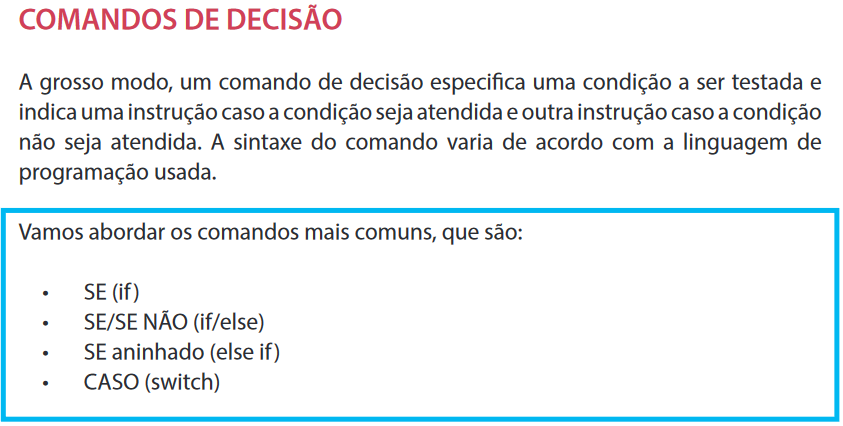 COMANDOS DE DECISÃO
A grosso modo, um comando de decisão especifica uma condição a ser testada e
indica uma instrução caso a condição seja atendida e outra instrução caso a condição
não seja atendida. A sintaxe do comando varia de acordo com a linguagem de
programação usada.
Vamos abordar os comandos mais comuns, que são:
• SE (if)
• SE/SE NÃO (if/else)
• SE aninhado (else if)
• CASO (switch)